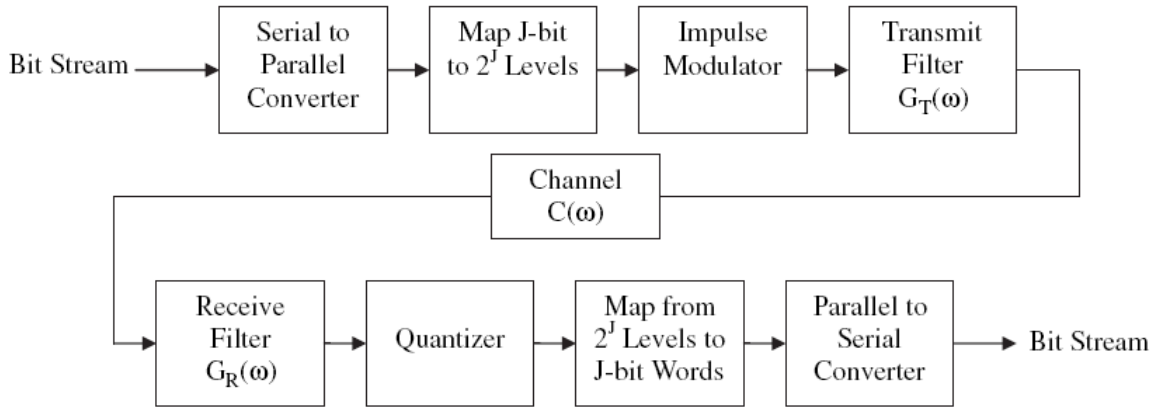 Bit Stream
Serial to
Parallel
Converter
Map J-bit
to 2^J Levels
Impulse
Modulator
Transmit
Filter
G_T(ω)
Channel
C(ω)
Receive
Filter
G_R(ω)
Quantizer
Map from
2^J Levels to
J-bit Words
Parallel to
Serial
Converter
Bit Stream